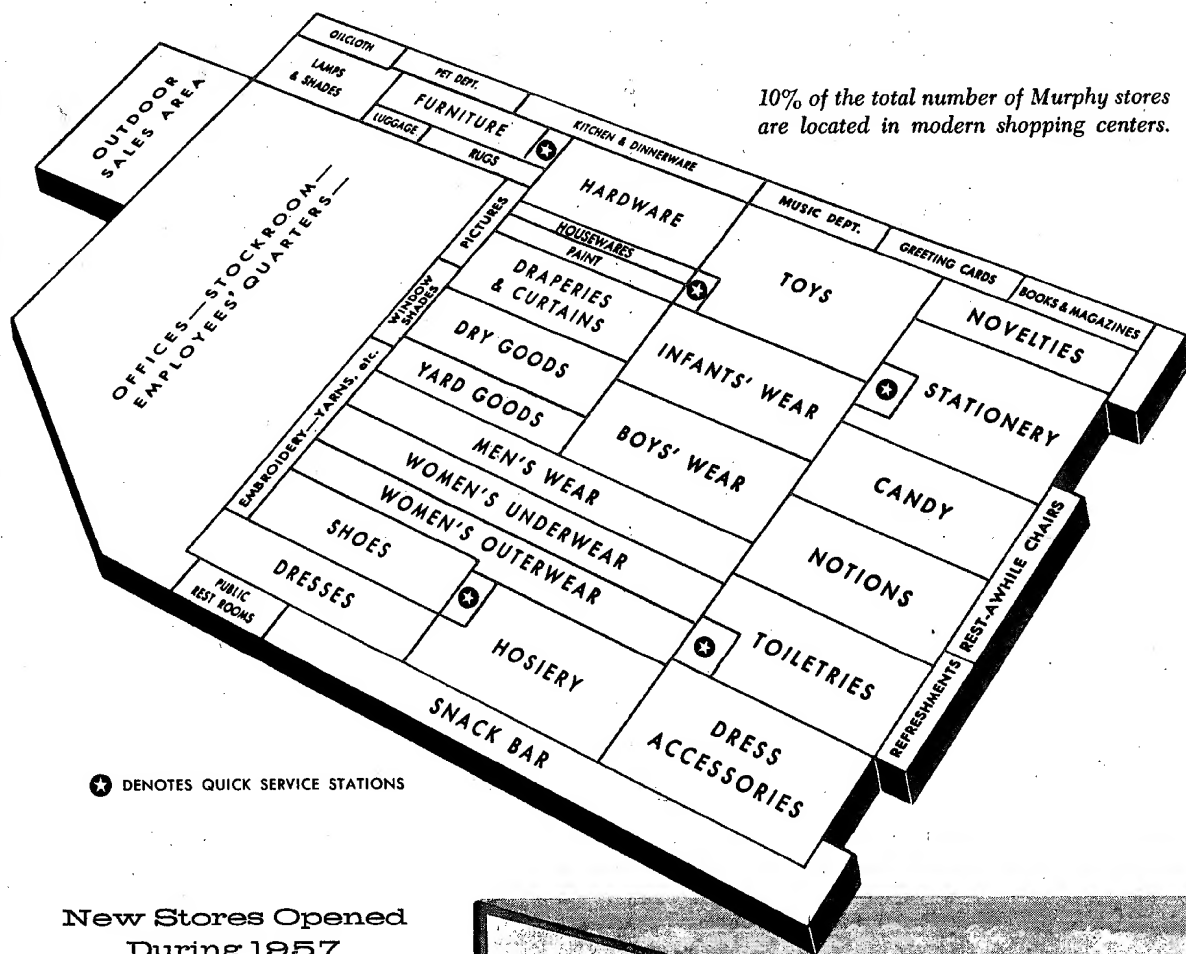 10% of the total number of Murphy stores
are located in modern shopping centers.
OILCLOTH
LAMPS
& SHADES
PET DEPT.
FURNITURE
LUGGAGE
RUGS
KITCHEN & DINNERWARE
OUTDOOR
SALES AREA
OFFICES—STOCKROOM—
EMPLOYEES' QUARTERS—
HARDWARE
MUSIC DEPT.
GREETING CARDS
BOOKS & MAGAZINES
PICTURES
HOUSEWARES
PAINT
TOYS
NOVELTIES
WINDOW
SHADES
DRAPERIES
& CURTAINS
DRY GOODS
YARD GOODS
INFANTS' WEAR
BOYS' WEAR
STATIONERY
CANDY
EMBROIDERY—YARNS, etc.
MEN'S WEAR
WOMEN'S UNDERWEAR
WOMEN'S OUTERWEAR
SHOES
DRESSES
NOTIONS
REST-AWHILE CHAIRS
PUBLIC
REST ROOMS
HOSIERY
TOILETRIES
REFRESHMENTS
SNACK BAR
DRESS
ACCESSORIES
DENOTES QUICK SERVICE STATIONS
New Stores Opened
During 1957